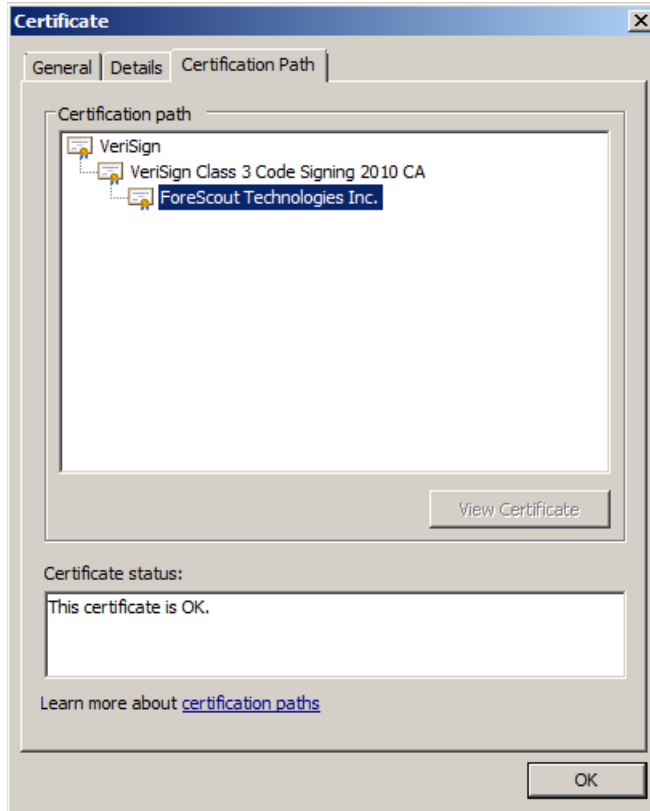 Certificate
General
Details
Certification Path
Certification path
VeriSign
VeriSign Class 3 Code Signing 2010 CA
ForeScout Technologies Inc.
View Certificate
Certificate status:
This certificate is OK.
Learn more about certification paths
OK